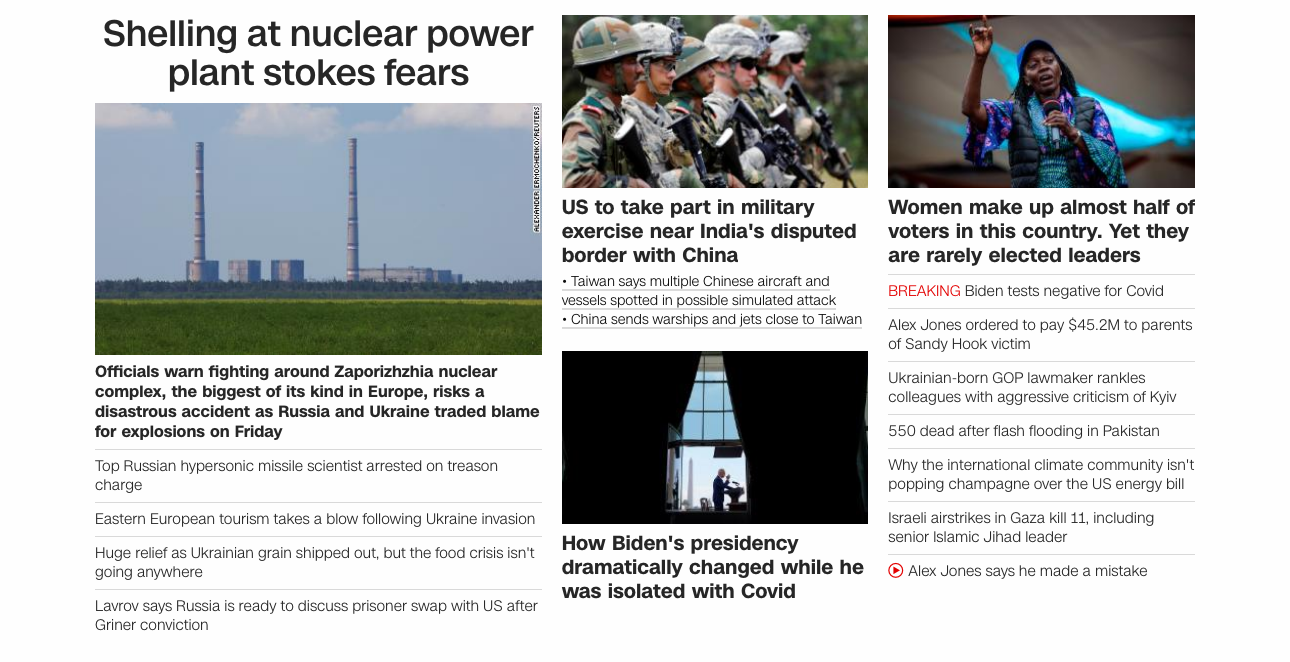 Shelling at nuclear power
plant stokes fears
ALEXANDER ERMOCHENKO/REUTERS
Officials warn fighting around Zaporizhzhia nuclear
complex, the biggest of its kind in Europe, risks a
disastrous accident as Russia and Ukraine traded blame
for explosions on Friday
Top Russian hypersonic missile scientist arrested on treason
charge
Eastern European tourism takes a blow following Ukraine invasion
Huge relief as Ukrainian grain shipped out, but the food crisis isn't
going anywhere
Lavrov says Russia is ready to discuss prisoner swap with US after
Griner conviction
US to take part in military
exercise near India's disputed
border with China
• Taiwan says multiple Chinese aircraft and
vessels spotted in possible simulated attack
• China sends warships and jets close to Taiwan
How Biden's presidency
dramatically changed while he
was isolated with Covid
Women make up almost half of
voters in this country. Yet they
are rarely elected leaders
BREAKING Biden tests negative for Covid
Alex Jones ordered to pay $45.2M to parents
of Sandy Hook victim
Ukrainian-born GOP lawmaker rankles
colleagues with aggressive criticism of Kyiv
550 dead after flash flooding in Pakistan
Why the international climate community isn't
popping champagne over the US energy bill
Israeli airstrikes in Gaza kill 11, including
senior Islamic Jihad leader
Alex Jones says he made a mistake